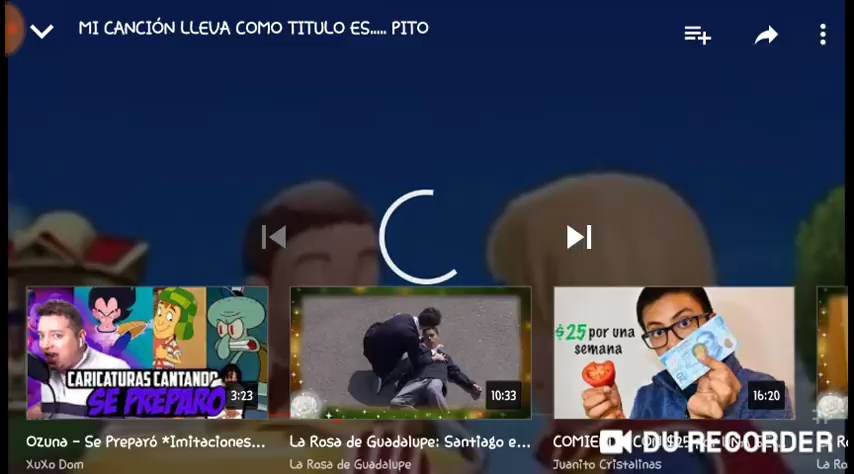 MI CANCIÓN LLEVA COMO TITULO ES..... PITO
$25 por una
semana
CARICATURAS CANTANDO
SE PREPARÓ
3:23
10:33
16:20
Ozuna – Se Preparó *Imitaciones...
La Rosa de Guadalupe: Santiago e...
DU RECORDER
XuXo Dom
La Rosa de Guadalupe
Juanito Cristalinas
La Ro